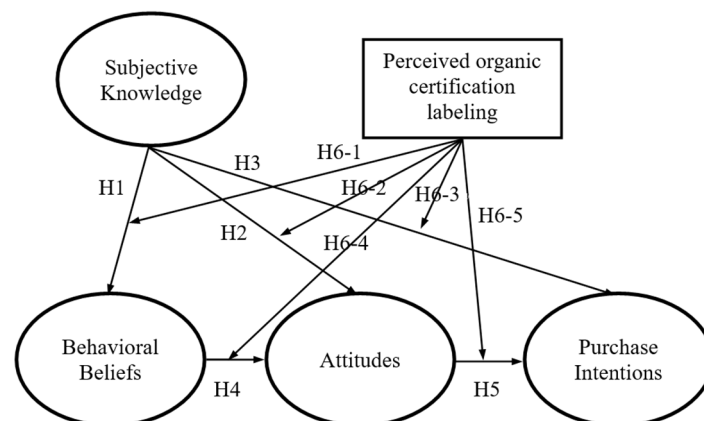 Subjective
Knowledge
Perceived organic
certification
labeling
H1
H3
H6-1
H6-2
H6-3
H2
H6-4
H6-5
Behavioral
Beliefs
H4
Attitudes
H5
Purchase
Intentions